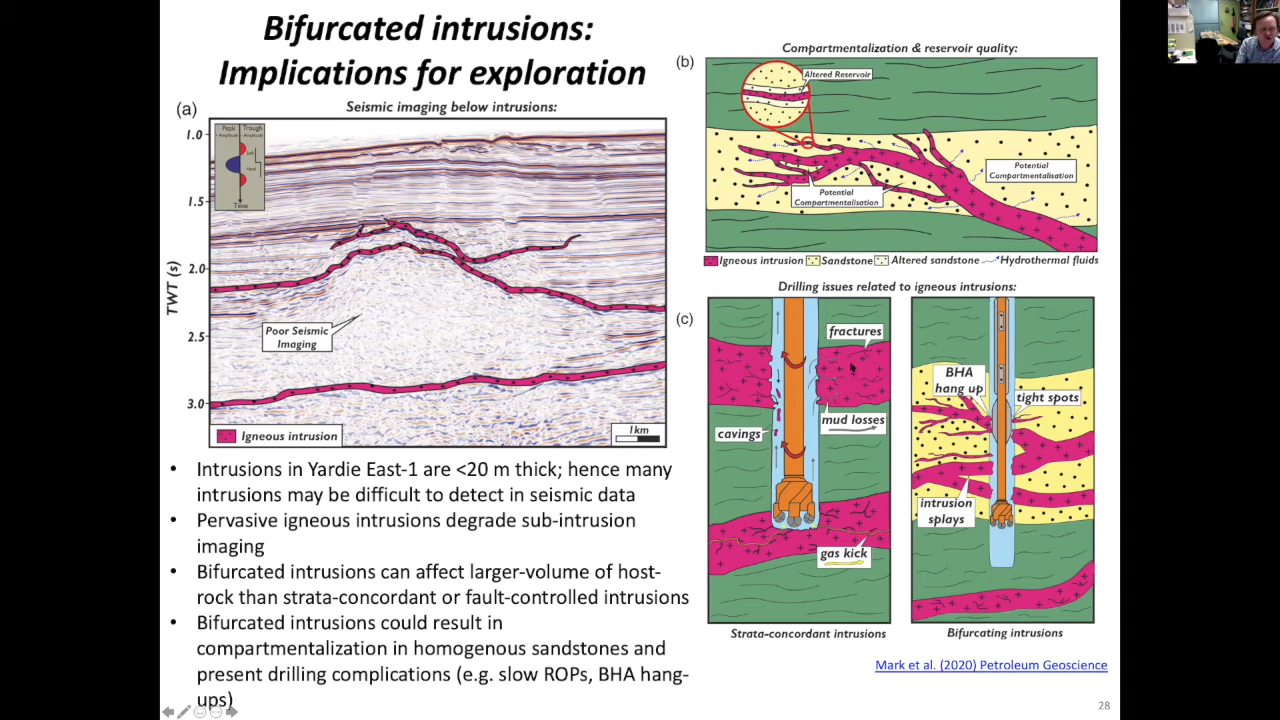 Bifurcated intrusions:
Implications for exploration
(a)
Seismic imaging below intrusions:
Peak
Trough
Time
1.0
1.5
2.0
2.5
3.0
TWT (s)
Poor Seismic
Imaging
Igneous intrusion
1km
• Intrusions in Yardie East-1 are <20 m thick; hence many
intrusions may be difficult to detect in seismic data
• Pervasive igneous intrusions degrade sub-intrusion
imaging
• Bifurcated intrusions can affect larger-volume of host-
rock than strata-concordant or fault-controlled intrusions
• Bifurcated intrusions could result in
compartmentalization in homogenous sandstones and
present drilling complications (e.g. slow ROPs, BHA hang-
ups)
(b)
Compartmentalization & reservoir quality:
Altered Reservoir
Potential
Compartmentalisation
Potential
Compartmentalisation
Igneous intrusion
Sandstone
Altered sandstone
Hydrothermal fluids
Drilling issues related to igneous intrusions:
(c)
fractures
mud losses
cavings
gas kick
Strata-concordant intrusions
BHA
hang up
tight spots
intrusion
splays
Bifurcating intrusions
Mark et al. (2020) Petroleum Geoscience
28